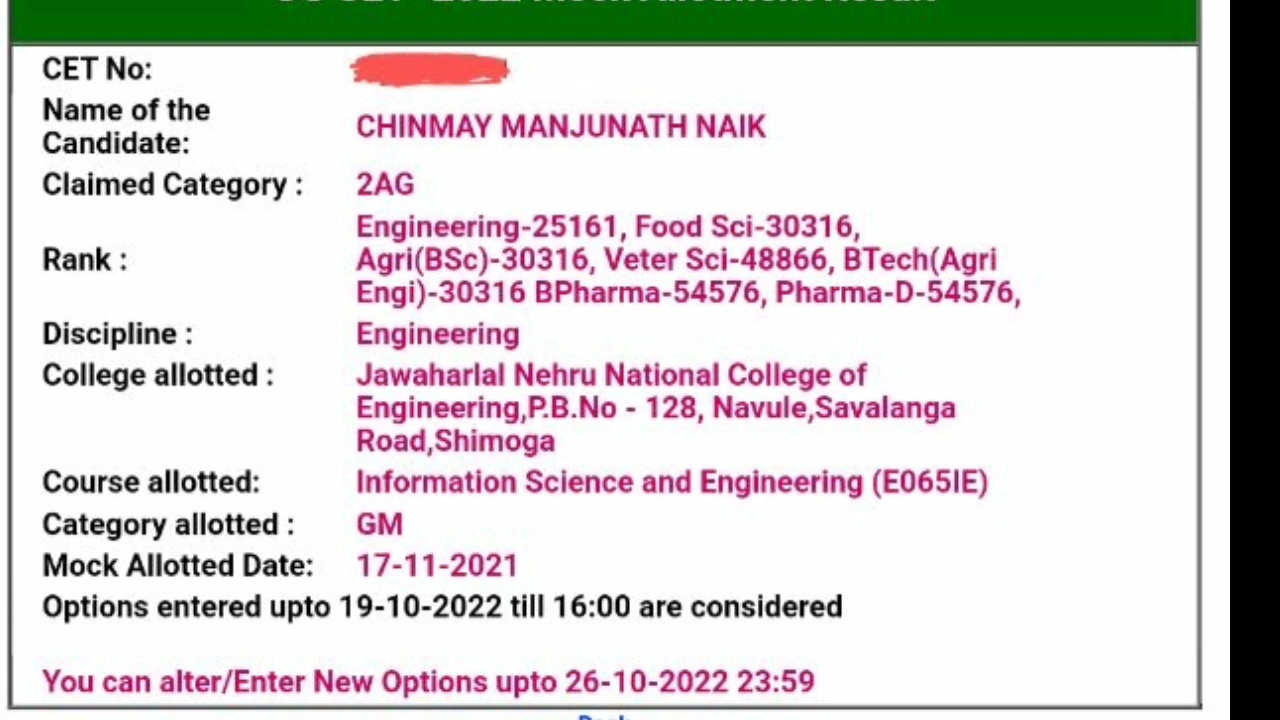 CET No:
Name of the
Candidate:
CHINMAY MANJUNATH NAIK
Claimed Category :
2AG
Rank :
Engineering-25161, Food Sci-30316,
Agri(BSc)-30316, Veter Sci-48866, BTech(Agri
Engi)-30316 BPharma-54576, Pharma-D-54576,
Discipline :
Engineering
College allotted :
Jawaharlal Nehru National College of
Engineering,P.B.No - 128, Navule,Savalanga
Road,Shimoga
Course allotted:
Information Science and Engineering (E065IE)
Category allotted :
GM
Mock Allotted Date:
17-11-2021
Options entered upto 19-10-2022 till 16:00 are considered
You can alter/Enter New Options upto 26-10-2022 23:59